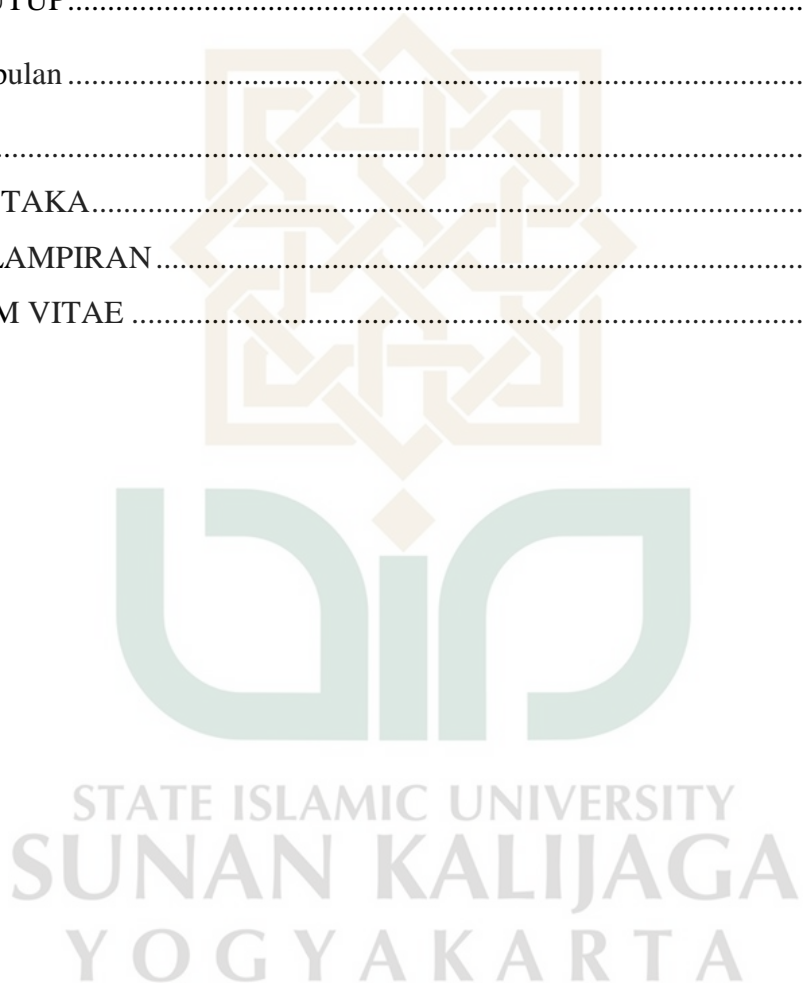 UTUP............................................................................................
pulan ............................................................................................
.....................................................................................................
TAKA.........................................................................................
LAMPIRAN .................................................................................
M VITAE ....................................................................................
STATE ISLAMIC UNIVERSITY
SUNAN KALIJAGA
YOGYAKARTA